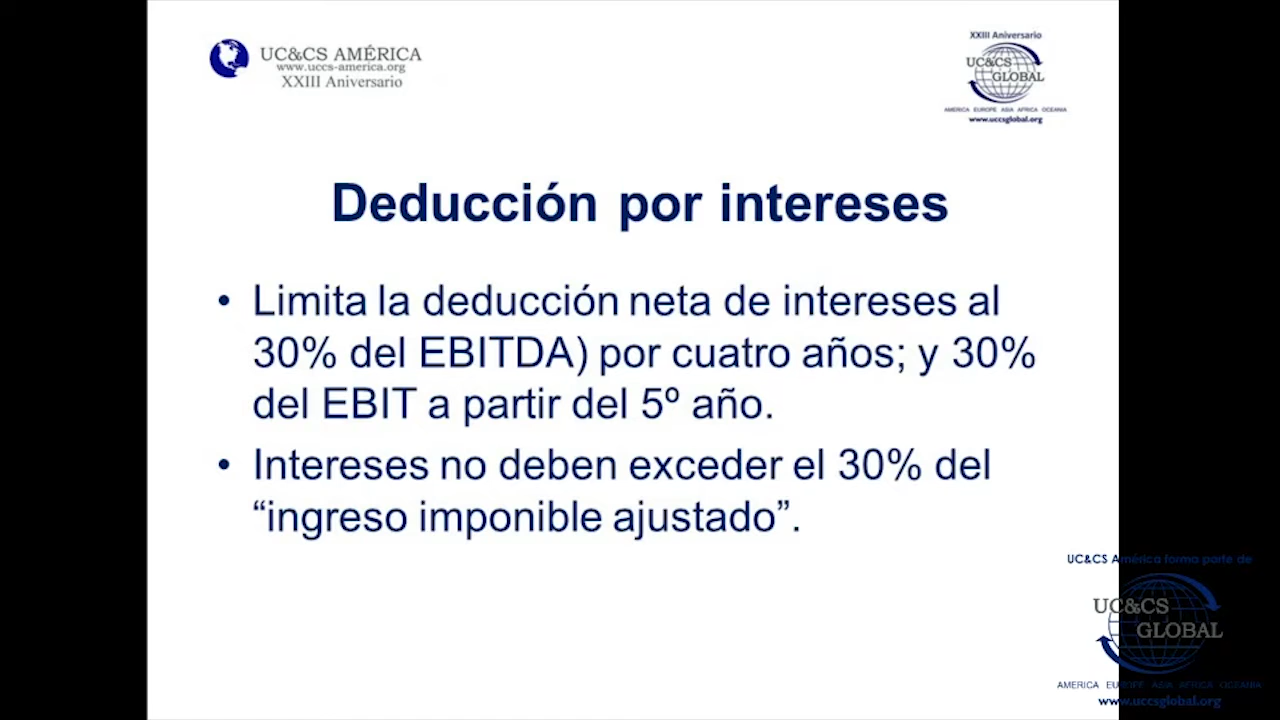 UC&CS AMÉRICA
www.uccs-america.org
XXIII Aniversario
XXIII Aniversario
UC&CS
GLOBAL
AMERICA EUROPE ASIA AFRICA OCEANIA
www.uccsglobal.org
Deducción por intereses
• Limita la deducción neta de intereses al
30% del EBITDA) por cuatro años; y 30%
del EBIT a partir del 5º año.
• Intereses no deben exceder el 30% del
“ingreso imponible ajustado”.
UC&CS América forma parte de
UC&CS
GLOBAL
AMERICA EUROPE ASIA AFRICA OCEANIA
www.uccsglobal.org